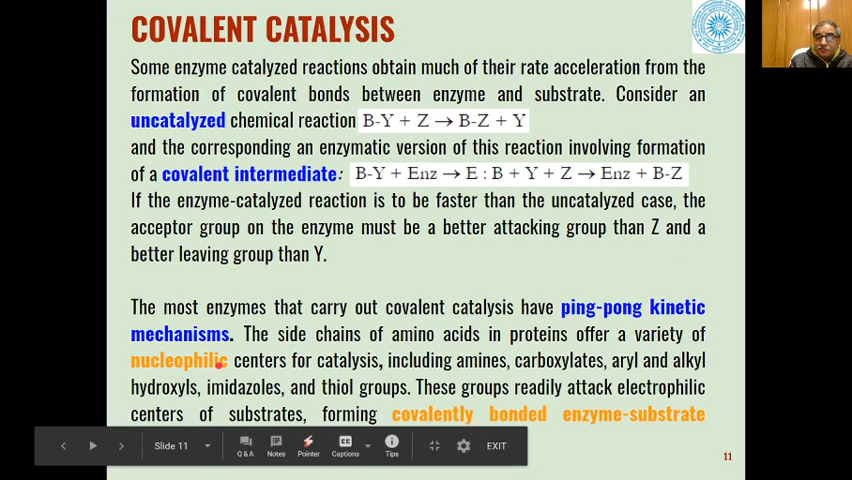 COVALENT CATALYSIS
Some enzyme catalyzed reactions obtain much of their rate acceleration from the
formation of covalent bonds between enzyme and substrate. Consider an
uncatalyzed chemical reaction B-Y + Z → B-Z + Y
and the corresponding an enzymatic version of this reaction involving formation
of a covalent intermediate: B-Y + Enz → E : B + Y + Z → Enz + B-Z
If the enzyme-catalyzed reaction is to be faster than the uncatalyzed case, the
acceptor group on the enzyme must be a better attacking group than Z and a
better leaving group than Y.
The most enzymes that carry out covalent catalysis have ping-pong kinetic
mechanisms. The side chains of amino acids in proteins offer a variety of
nucleophilic centers for catalysis, including amines, carboxylates, aryl and alkyl
hydroxyls, imidazoles, and thiol groups. These groups readily attack electrophilic
centers of substrates, forming covalently bonded enzyme-substrate
Slide 11
Q & A
Notes
Pointer
Captions
Tips
EXIT
11